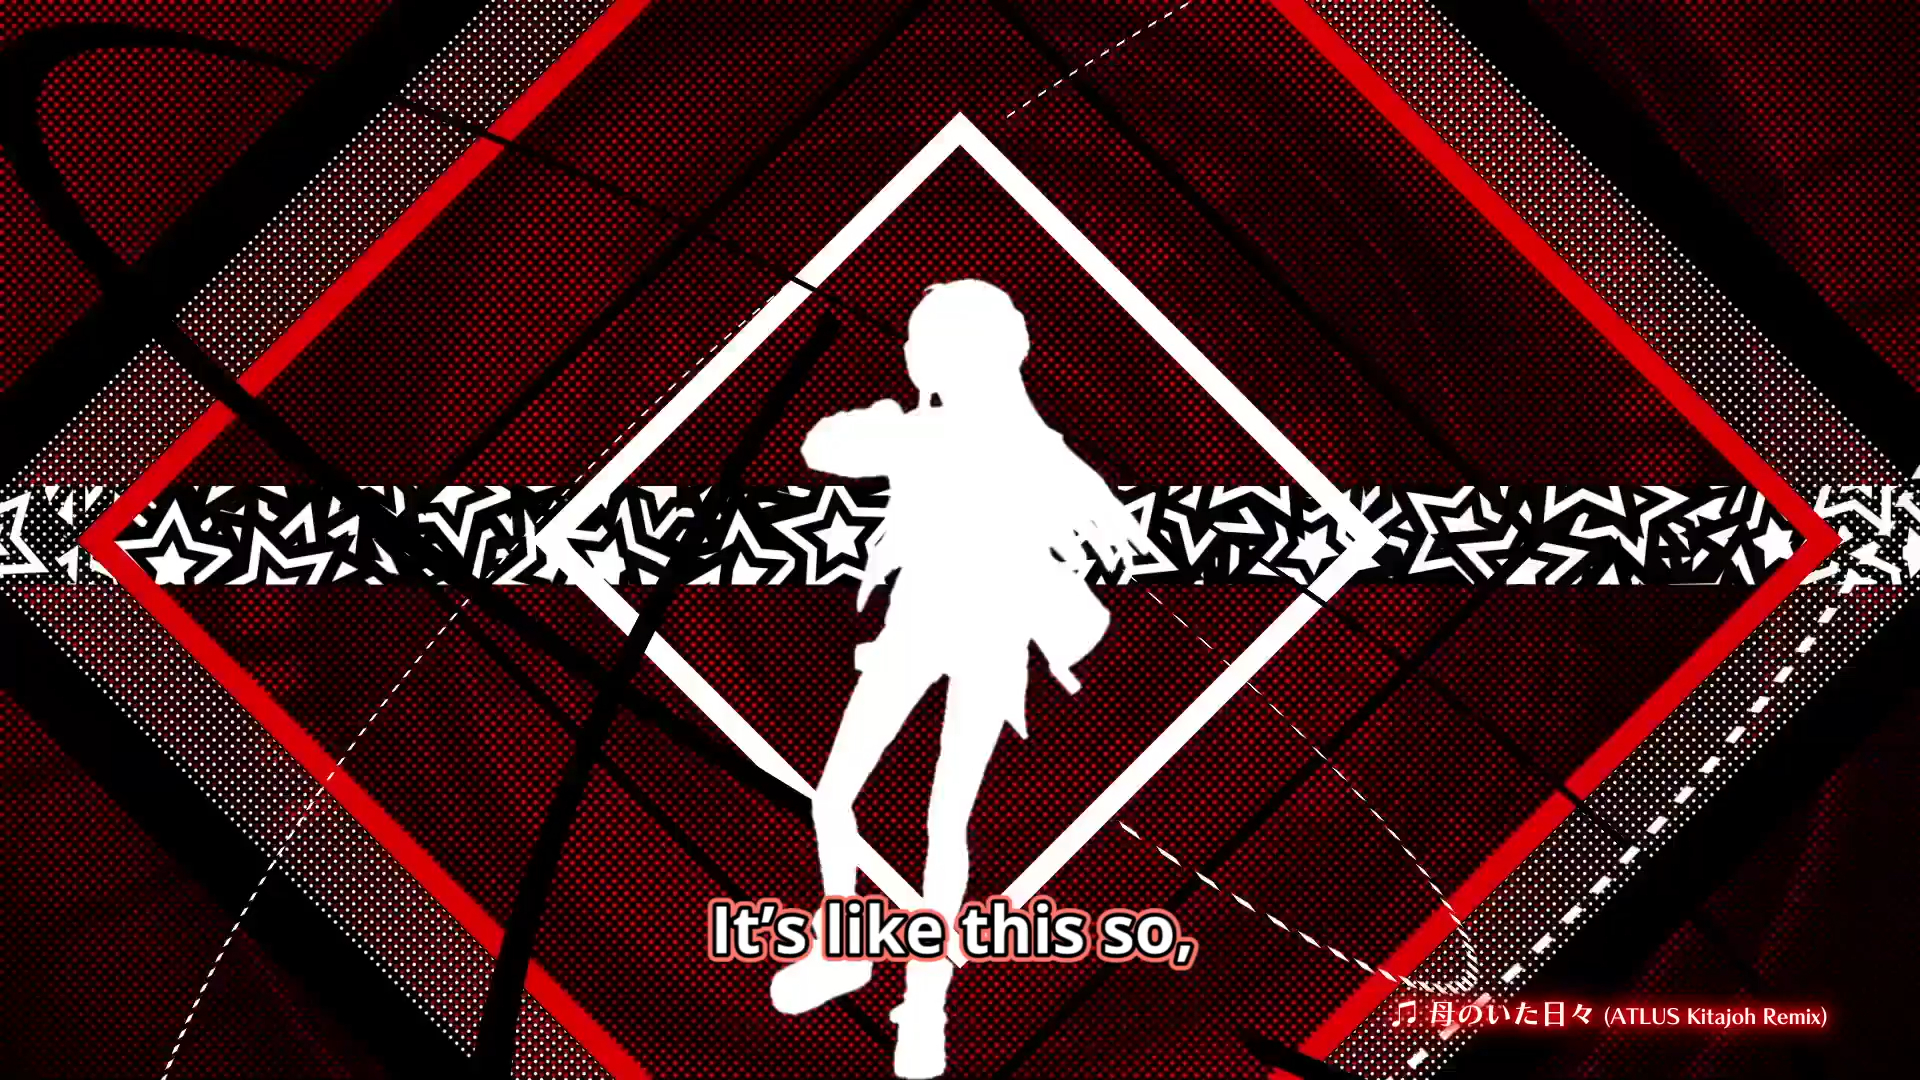 It's like this so,
♫ 母のいた日々 (ATLUS Kitajoh Remix)